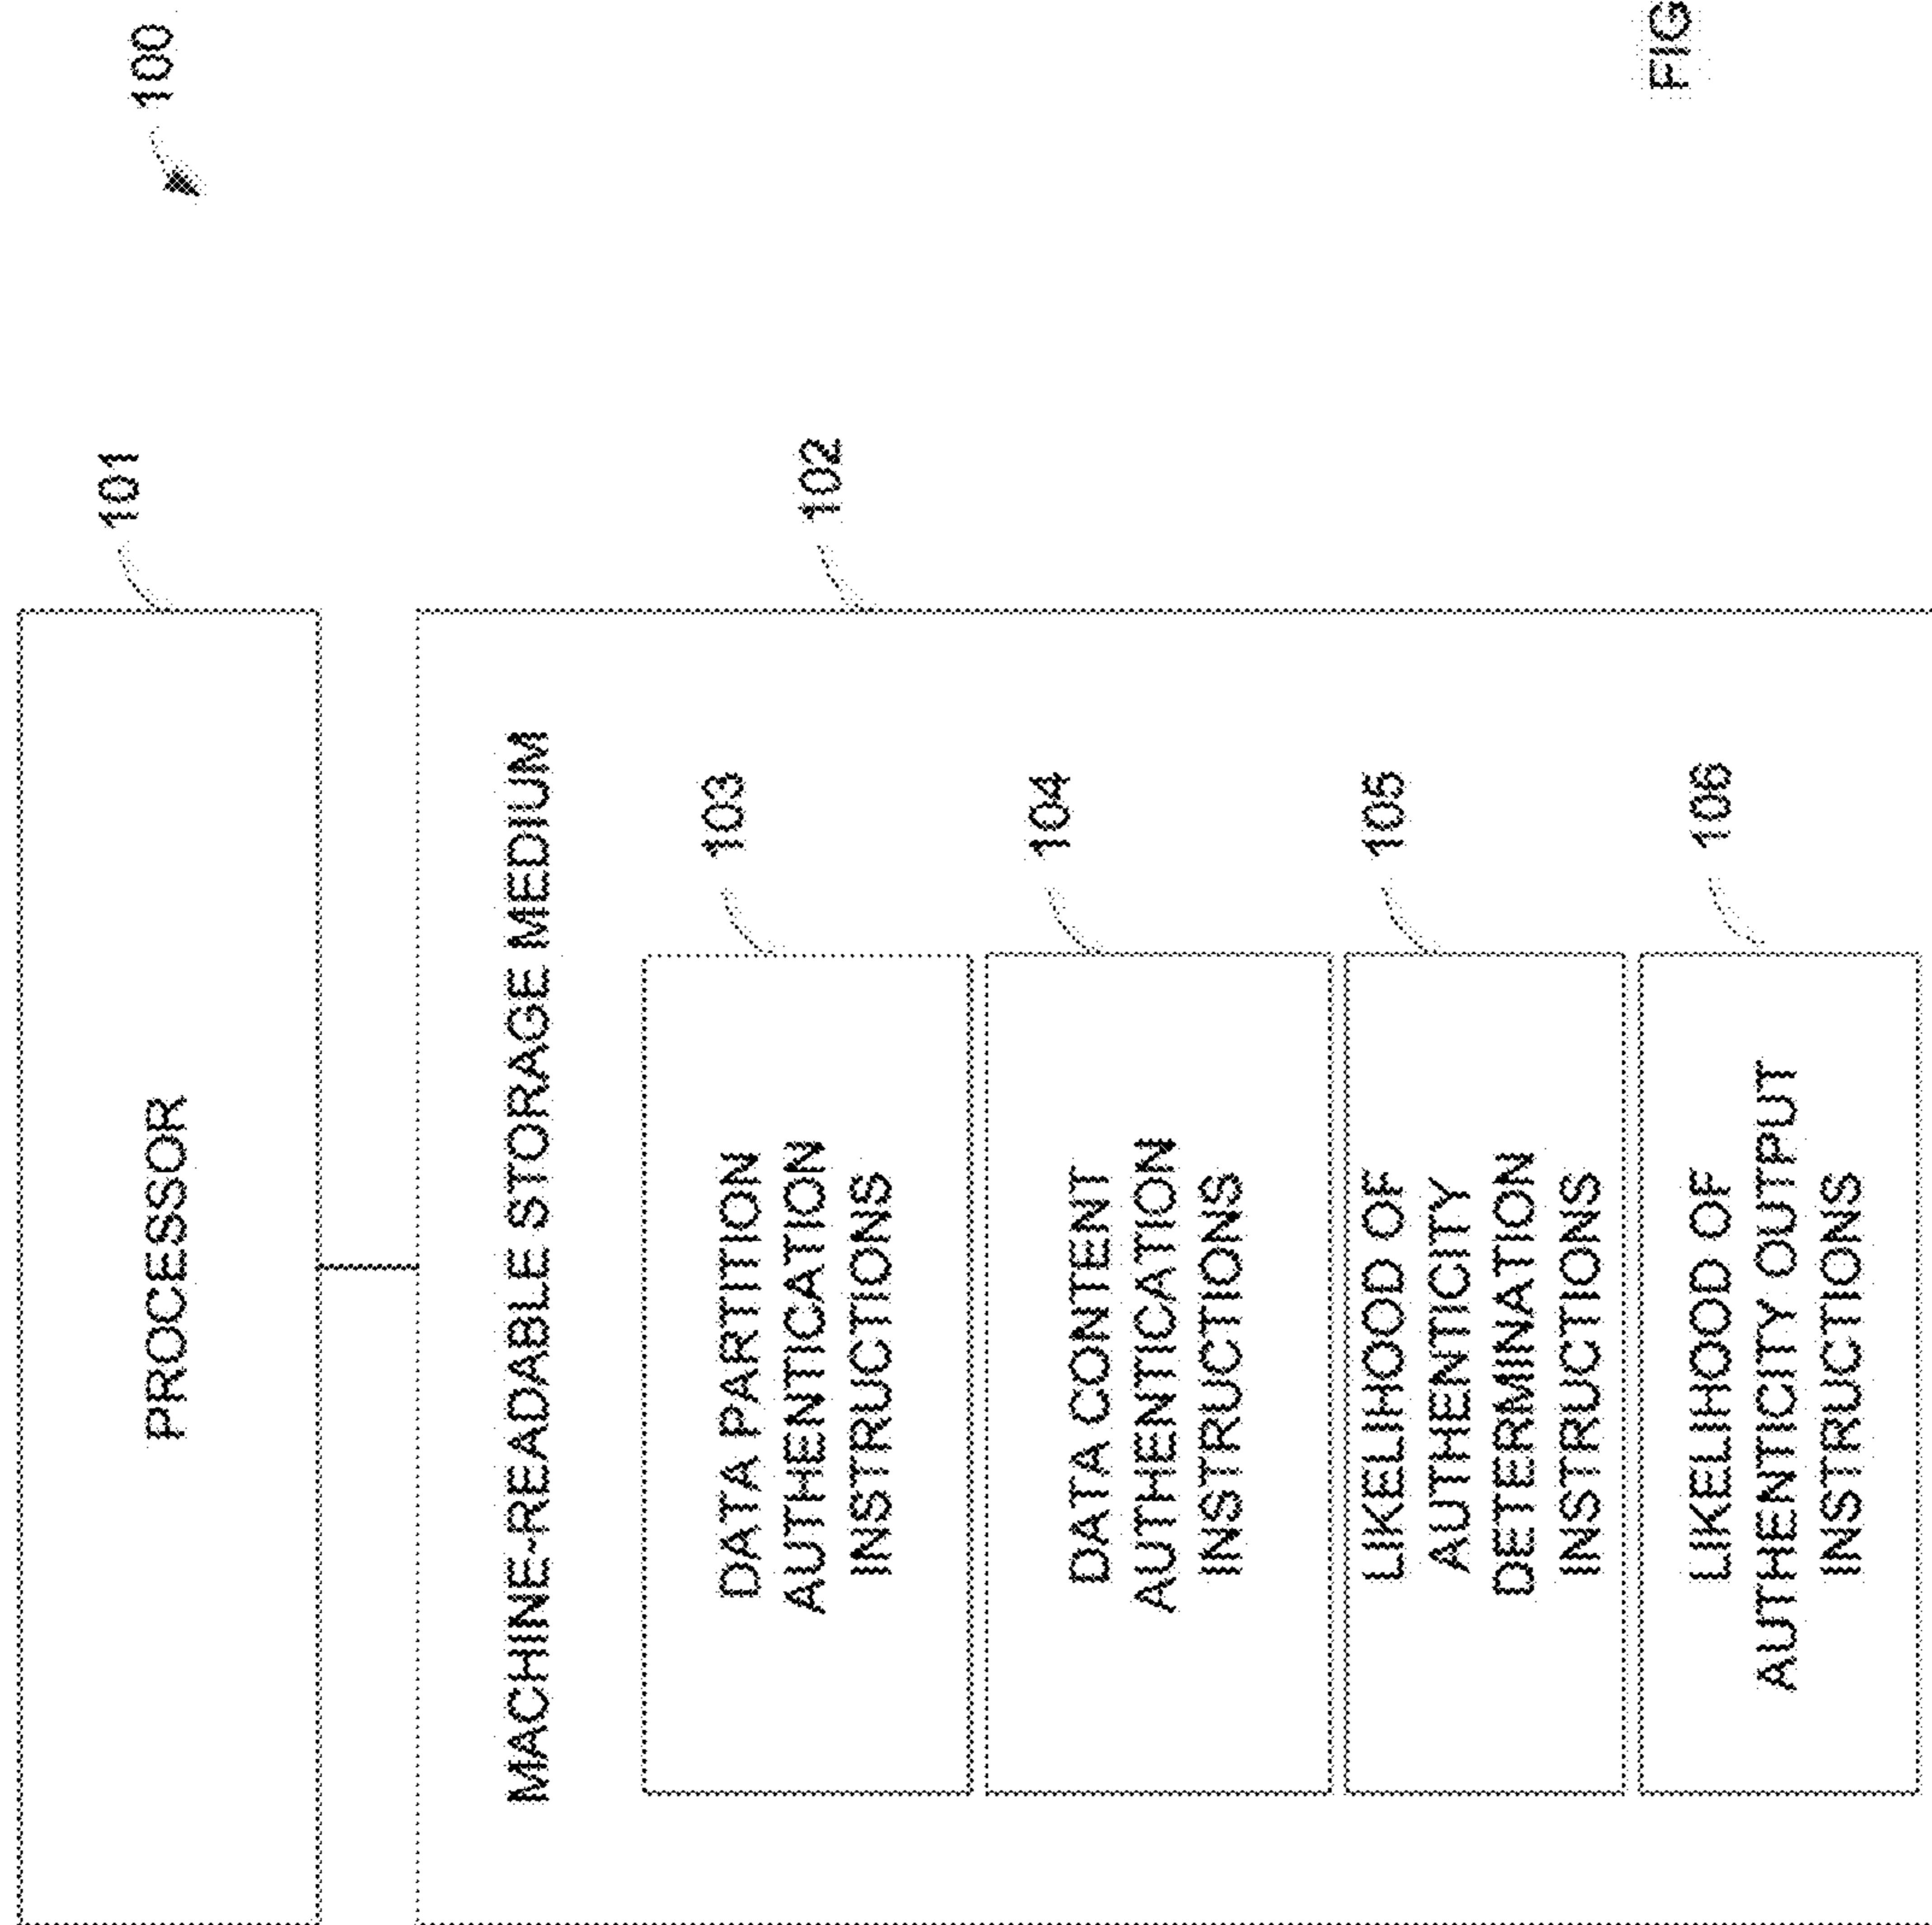 100
101
PROCESSOR
102
MACHINE-READABLE STORAGE MEDIUM
103
DATA PARTITION
AUTHENTICATION
INSTRUCTIONS
104
DATA CONTENT
AUTHENTICATION
INSTRUCTIONS
105
LIKELIHOOD OF
AUTHENTICITY
DETERMINATION
INSTRUCTIONS
106
LIKELIHOOD OF
AUTHENTICITY OUTPUT
INSTRUCTIONS
FIG